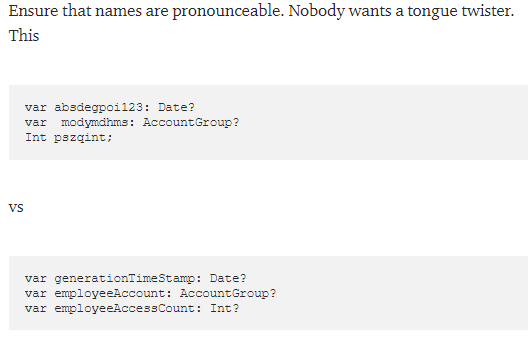 Ensure that names are pronounceable. Nobody wants a tongue twister.
This
var absdegpoi123: Date?
var  modymdhms: AccountGroup?
Int pszqint;
vs
var generationTimeStamp: Date?
var employeeAccount: AccountGroup?
var employeeAccessCount: Int?